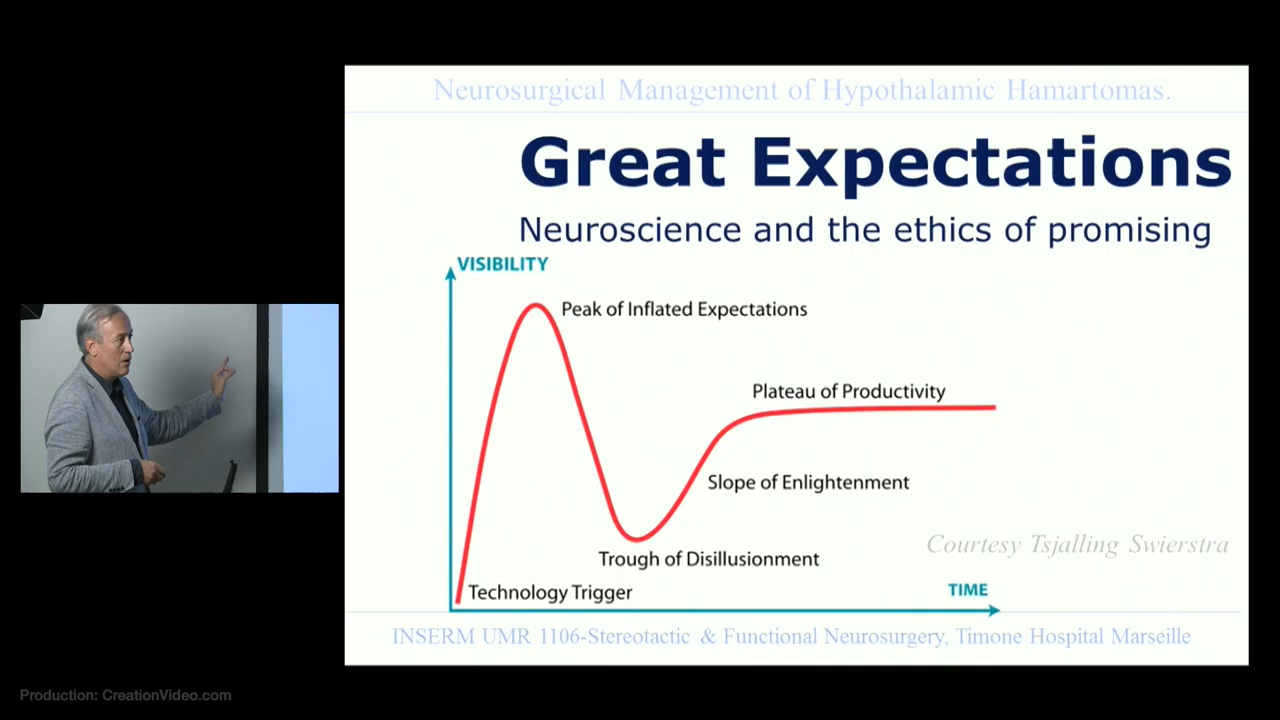 Neurosurgical Management of Hypothalamic Hamartomas.
Great Expectations
Neuroscience and the ethics of promising
VISIBILITY
Peak of Inflated Expectations
Plateau of Productivity
Slope of Enlightenment
Courtesy Tsjalling Swierstra
Trough of Disillusionment
Technology Trigger
TIME
INSERM UMR 1106-Stereotactic & Functional Neurosurgery, Timone Hospital Marseille
Production: CreationVideo.com